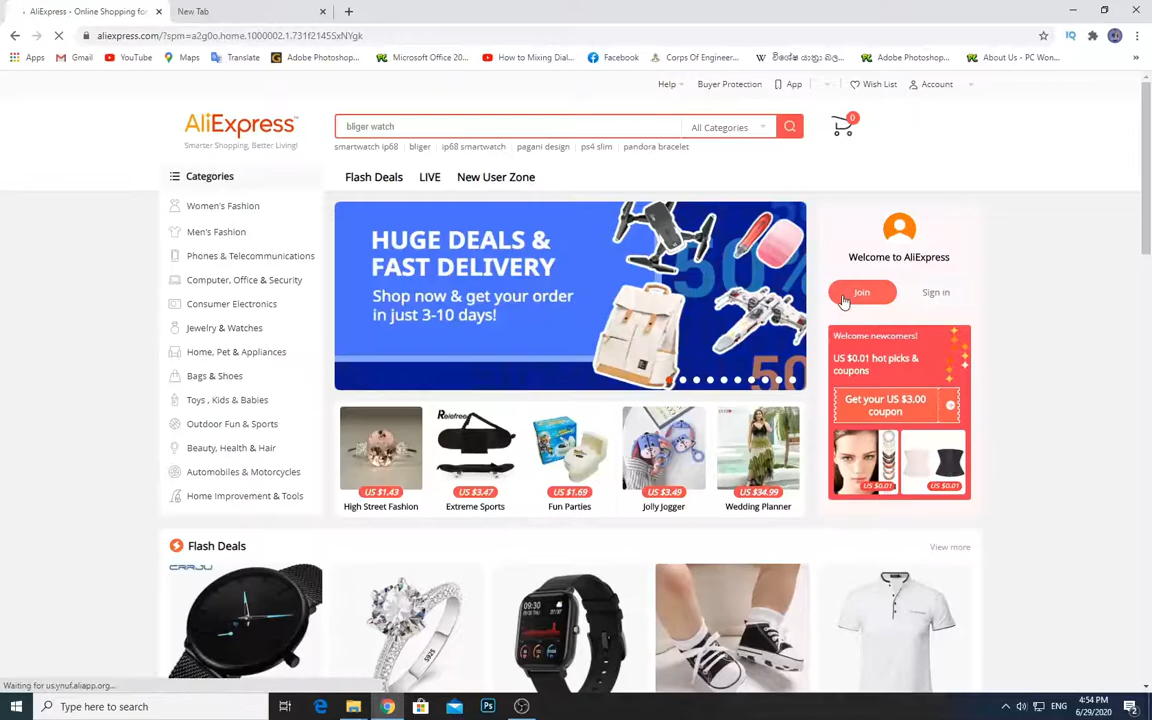 AliExpress - Online Shopping for
New Tab
aliexpress.com/?spm=a2g0o.home.1000002.1.731f2145SxNYgk
Apps
Gmail
YouTube
Maps
Translate
Adobe Photoshop...
Microsoft Office 20...
How to Mixing Dial...
Facebook
Corps Of Engineer...
විශේෂ යාත්‍රා බල...
Adobe Photoshop...
About Us - PC Won...
Help
Buyer Protection
App
Wish List
Account
AliExpress
Smarter Shopping, Better Living!
bliger watch
All Categories
0
smartwatch ip68
bliger
ip68 smartwatch
pagani design
ps4 slim
pandora bracelet
Categories
Flash Deals
LIVE
New User Zone
Women's Fashion
Men's Fashion
Phones & Telecommunications
Computer, Office & Security
Consumer Electronics
Jewelry & Watches
Home, Pet & Appliances
Bags & Shoes
Toys , Kids & Babies
Outdoor Fun & Sports
Beauty, Health & Hair
Automobiles & Motorcycles
Home Improvement & Tools
HUGE DEALS &
FAST DELIVERY
Shop now & get your order
in just 3-10 days!
50%
50
Welcome to AliExpress
Join
Sign in
Welcome newcomers!
US $0.01 hot picks &
coupons
Get your US $3.00
coupon
US $0.01
US $0.01
Rolafree
US $1.43
US $3.47
US $1.69
US $3.49
US $34.99
High Street Fashion
Extreme Sports
Fun Parties
Jolly Jogger
Wedding Planner
Flash Deals
View more
CRRJU
S925
09:30
Waiting for us.ynuf.aliapp.org...
Type here to search
Ps
ENG
4:54 PM
6/29/2020
2